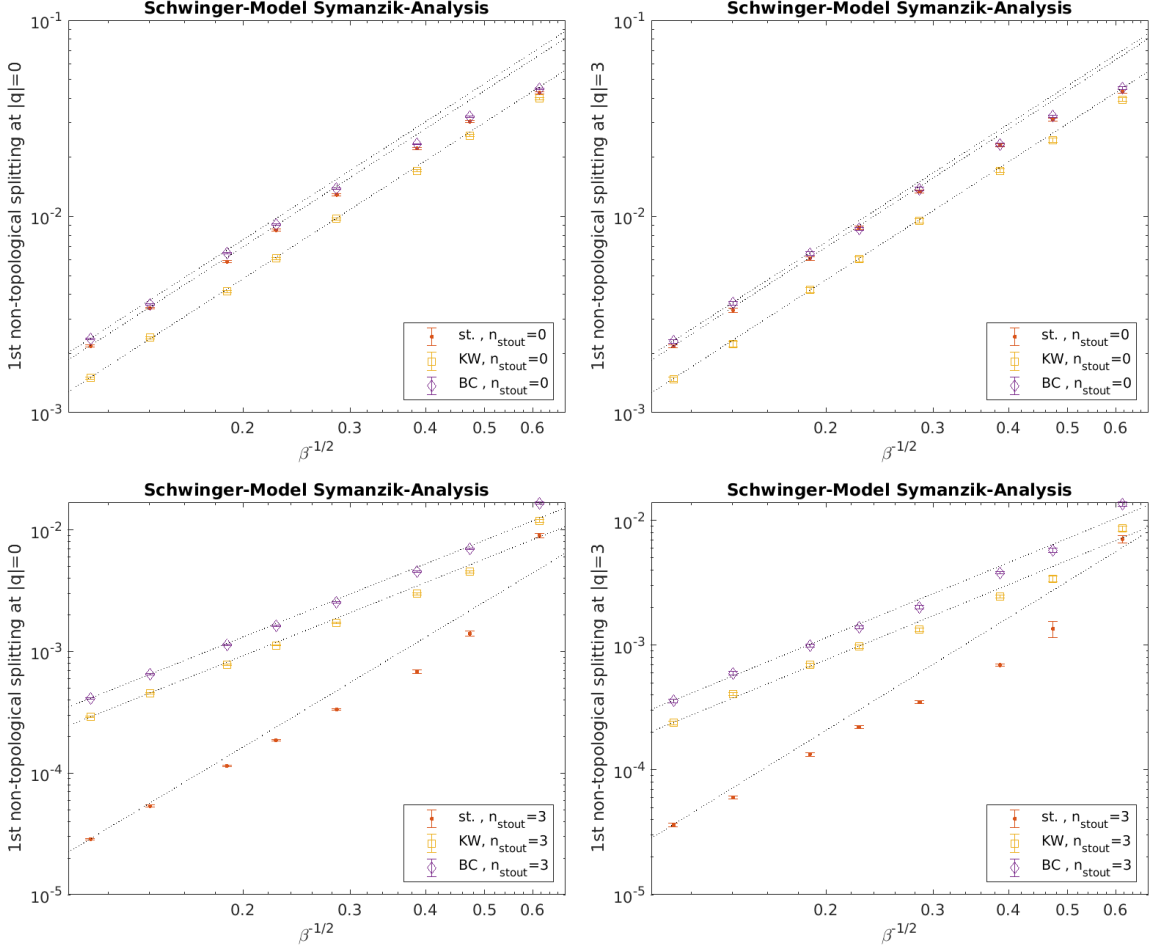 Schwinger-Model Symanzik-Analysis
1st non-topological splitting at |q|=0
10^-1
10^-2
10^-3
0.2 0.3 0.4 0.5 0.6
β^-1/2
st. , n_stout=0
KW, n_stout=0
BC , n_stout=0
Schwinger-Model Symanzik-Analysis
1st non-topological splitting at |q|=3
10^-1
10^-2
10^-3
0.2 0.3 0.4 0.5 0.6
β^-1/2
st. , n_stout=0
KW, n_stout=0
BC , n_stout=0
Schwinger-Model Symanzik-Analysis
1st non-topological splitting at |q|=0
10^-2
10^-3
10^-4
10^-5
0.2 0.3 0.4 0.5 0.6
β^-1/2
st. , n_stout=3
KW, n_stout=3
BC , n_stout=3
Schwinger-Model Symanzik-Analysis
1st non-topological splitting at |q|=3
10^-2
10^-3
10^-4
10^-5
0.2 0.3 0.4 0.5 0.6
β^-1/2
st. , n_stout=3
KW, n_stout=3
BC , n_stout=3